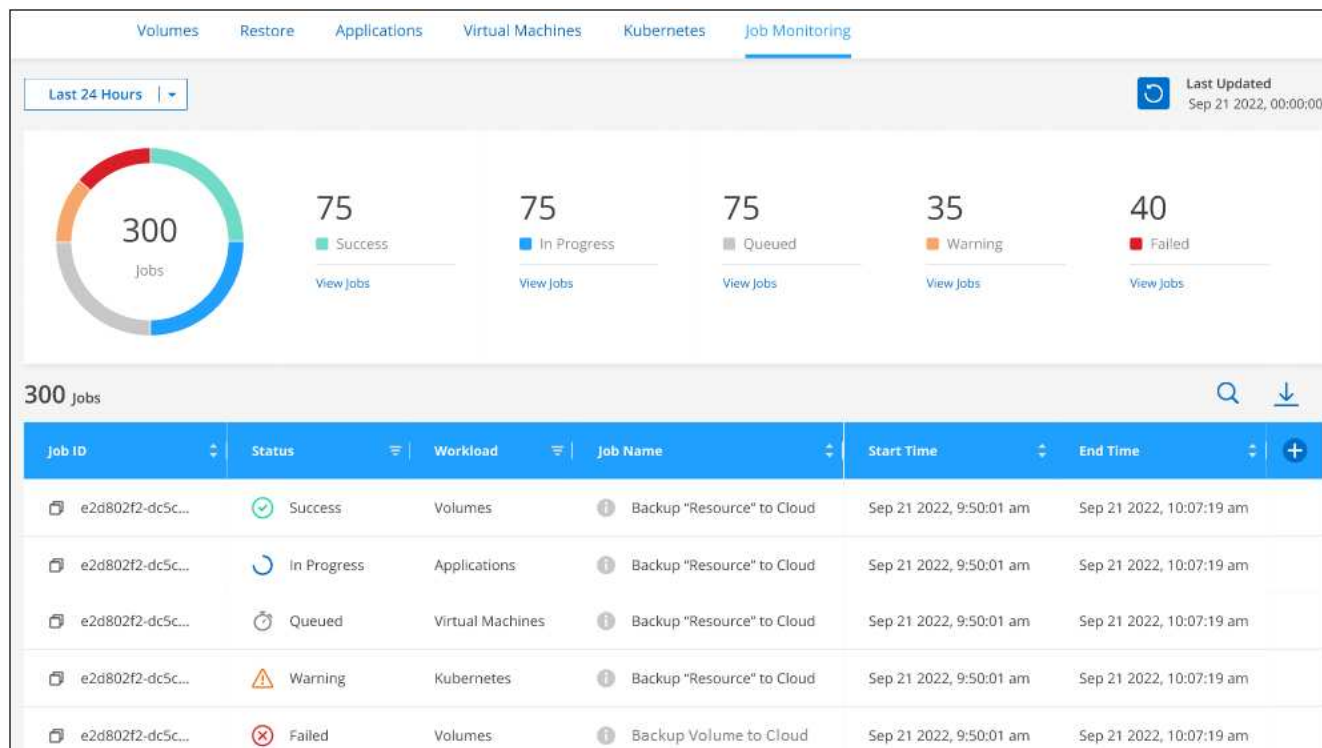 Volumes Restore Applications Virtual Machines Kubernetes Job Monitoring
Last 24 Hours
Last Updated
Sep 21 2022, 00:00:00
300
Jobs
75 75 75 35 40
Success In Progress Queued Warning Failed
View Jobs View Jobs View Jobs View Jobs View Jobs
300 Jobs
Job ID Status Workload Job Name Start Time End Time
e2d802f2-dc5c... Success Volumes Backup “Resource” to Cloud Sep 21 2022, 9:50:01 am Sep 21 2022, 10:07:19 am
e2d802f2-dc5c... In Progress Applications Backup “Resource” to Cloud Sep 21 2022, 9:50:01 am Sep 21 2022, 10:07:19 am
e2d802f2-dc5c... Queued Virtual Machines Backup “Resource” to Cloud Sep 21 2022, 9:50:01 am Sep 21 2022, 10:07:19 am
e2d802f2-dc5c... Warning Kubernetes Backup “Resource” to Cloud Sep 21 2022, 9:50:01 am Sep 21 2022, 10:07:19 am
e2d802f2-dc5c... Failed Volumes Backup Volume to Cloud Sep 21 2022, 9:50:01 am Sep 21 2022, 10:07:19 am